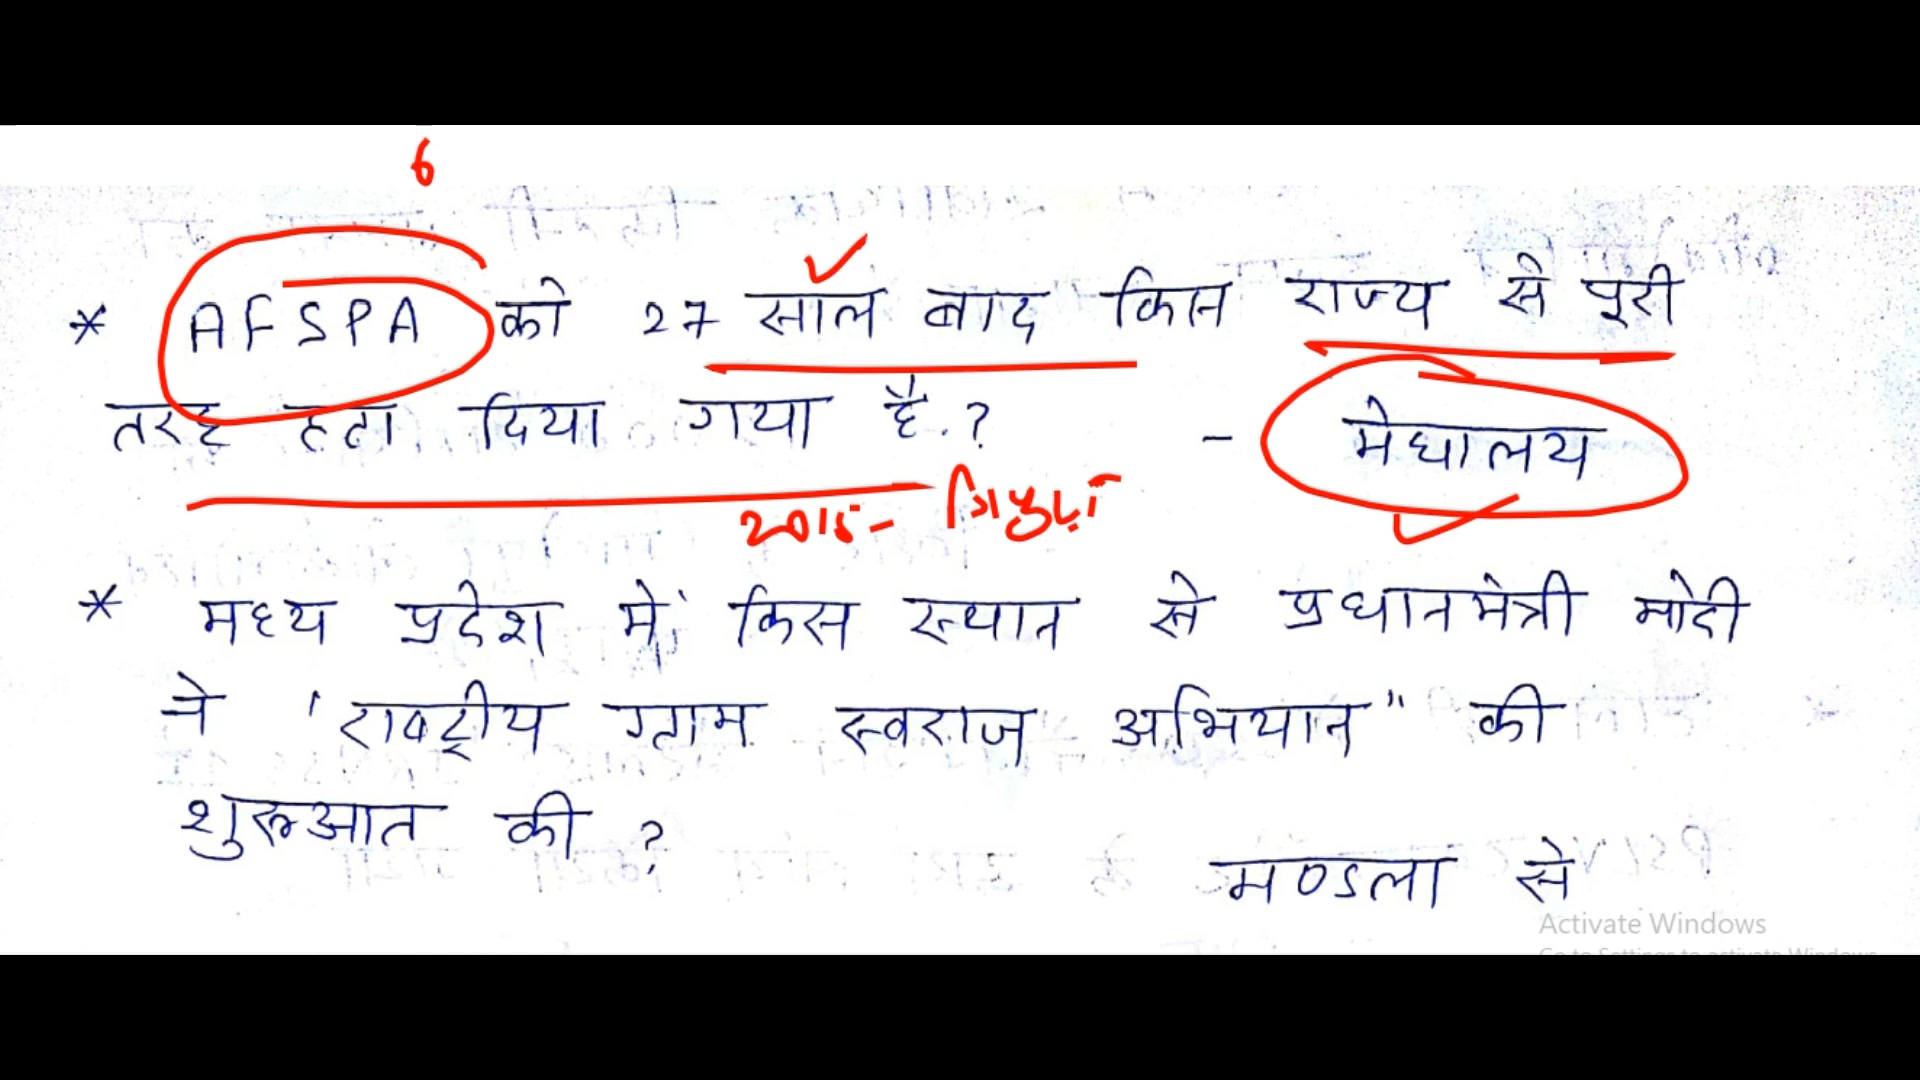 6
* AFSPA को 27 साल बाद किस राज्य से पूरी
तरह हटा दिया गया है ? - मेघालय
2015 - त्रिपुरा
* मध्य प्रदेश में किस स्थान से प्रधानमंत्री मोदी
ने 'राष्ट्रीय ग्राम स्वराज अभियान" की
शुरुआत की ?
मण्डला से
Activate Windows